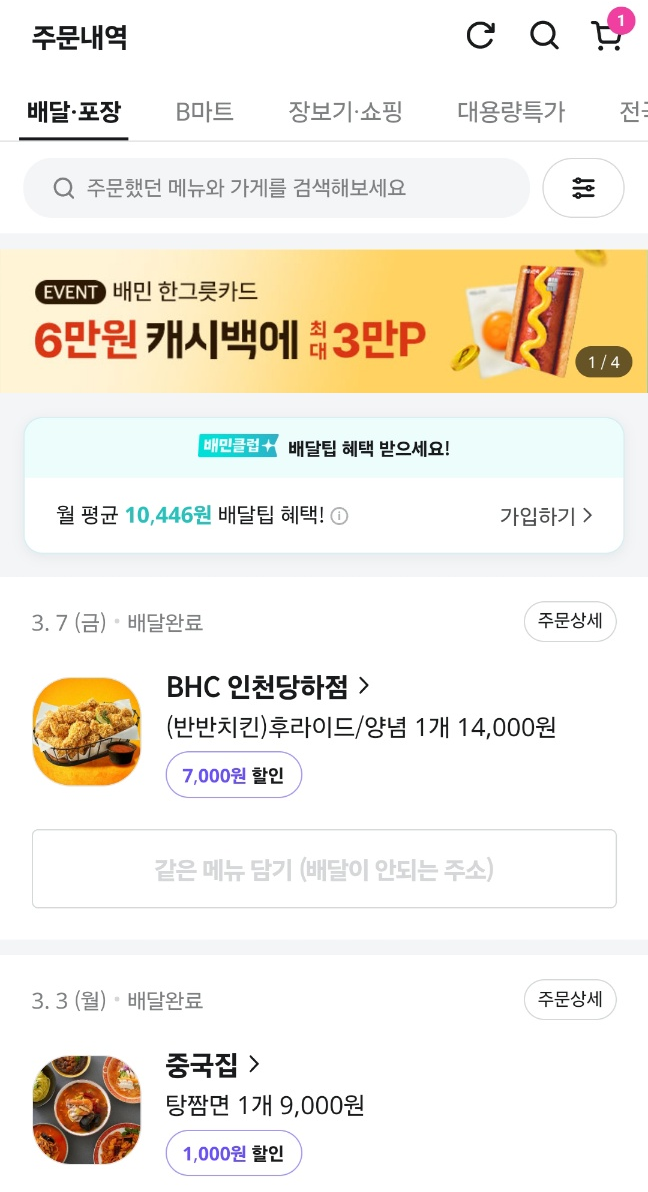 주문내역
1
배달·포장 B마트 장보기·쇼핑 대용량특가 전국
주문했던 메뉴와 가게를 검색해보세요
EVENT 배민 한그릇카드
6만원 캐시백에 최대 3만P
1 / 4
배민클럽 배달팁 혜택 받으세요!
월 평균 10,446원 배달팁 혜택! 가입하기 >
3. 7 (금) • 배달완료 주문상세
BHC 인천당하점 >
(반반치킨)후라이드/양념 1개 14,000원
7,000원 할인
같은 메뉴 담기 (배달이 안되는 주소)
3. 3 (월) • 배달완료 주문상세
중국집 >
탕짬면 1개 9,000원
1,000원 할인